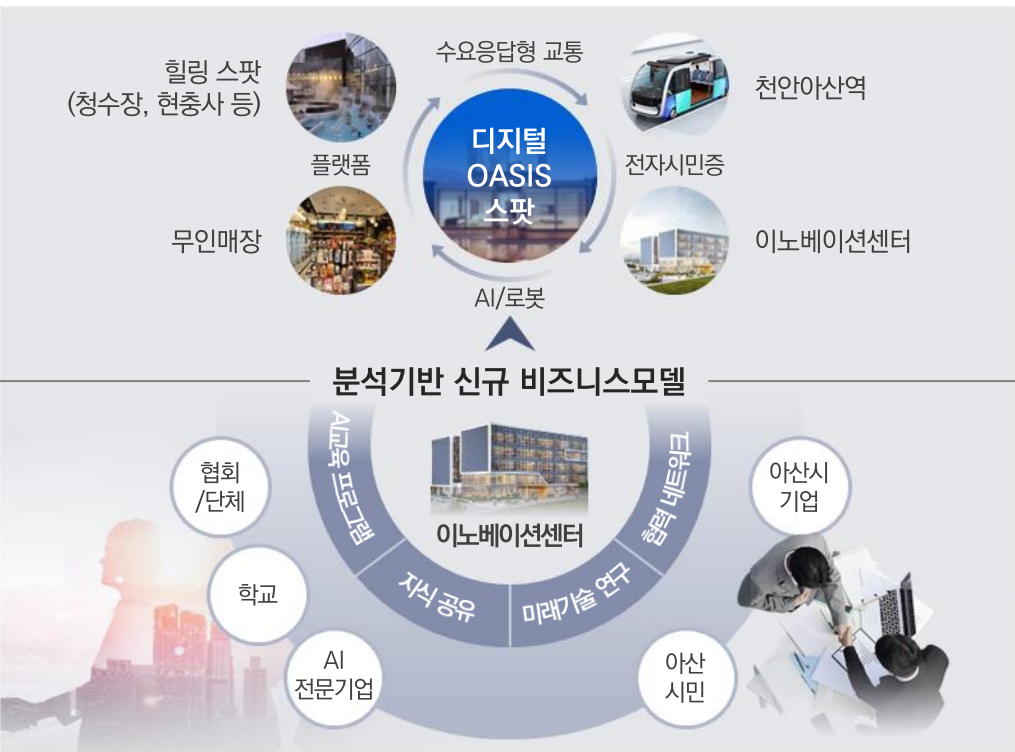 수요응답형 교통
힐링 스팟
(청수장, 현충사 등)
천안아산역
디지털
OASIS
스팟
플랫폼
전자시민증
무인매장
이노베이션센터
AI/로봇
분석기반 신규 비즈니스모델
AI교육 프로그램
지식 공유
미래기술 연구
협력 네트워크
이노베이션센터
협회
/단체
학교
AI
전문기업
아산시
기업
아산
시민